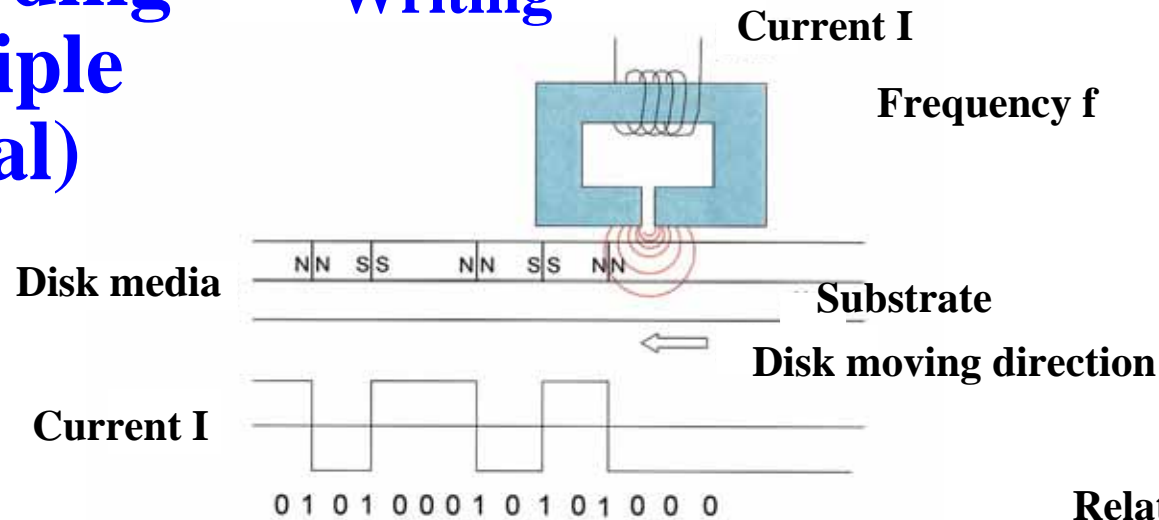 Writing
Current I
Frequency f
NN SS NN SS NN
Disk media
Substrate
Disk moving direction
Current I
0 1 0 1 0 0 0 1 0 1 0 1 0 0 0